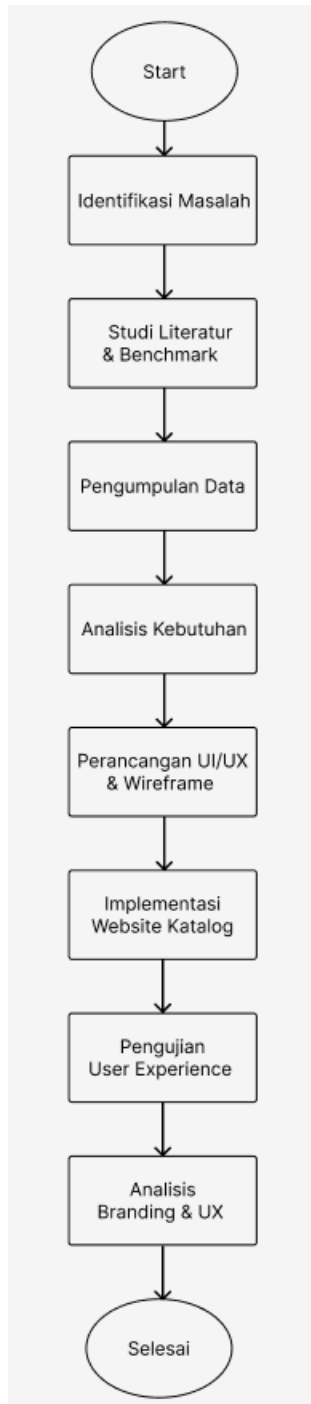 Start
Identifikasi Masalah
Studi Literatur
& Benchmark
Pengumpulan Data
Analisis Kebutuhan
Perancangan UI/UX
& Wireframe
Implementasi
Website Katalog
Pengujian
User Experience
Analisis
Branding & UX
Selesai